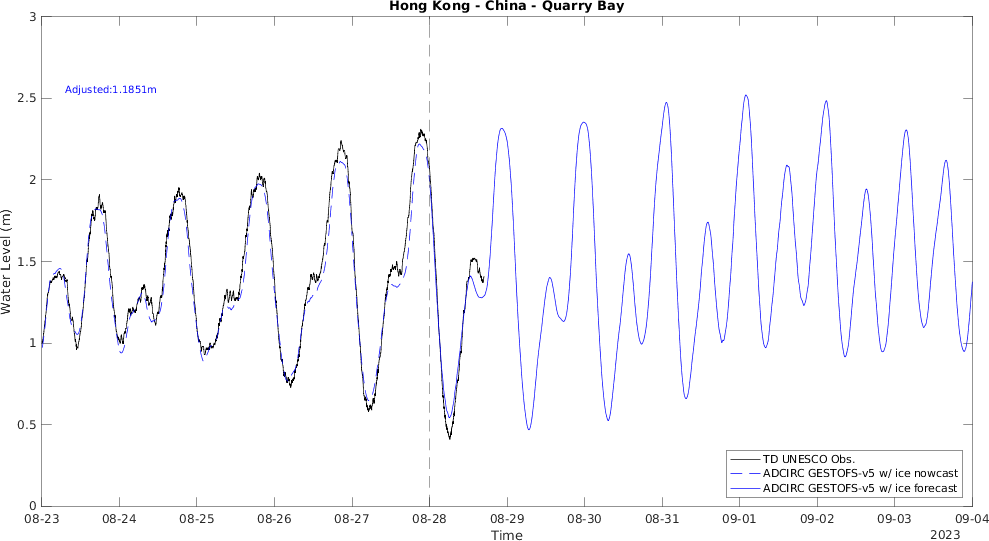 Hong Kong - China - Quarry Bay
3
2.5
2
1.5
1
0.5
0
Water Level (m)
Adjusted:1.1851m
TD UNESCO Obs.
ADCIRC GESTOFS-v5 w/ ice nowcast
ADCIRC GESTOFS-v5 w/ ice forecast
08-23 08-24 08-25 08-26 08-27 08-28 08-29 08-30 08-31 09-01 09-02 09-03 09-04
Time
2023